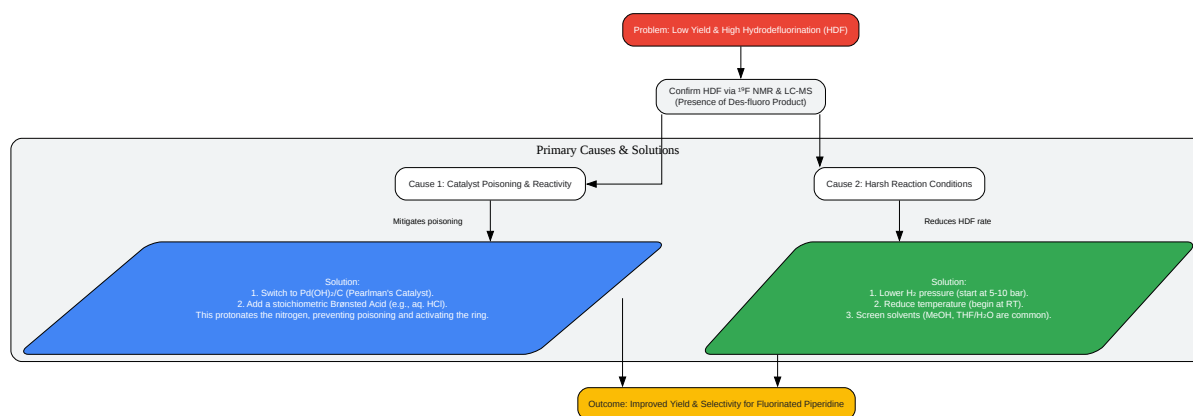 Problem: Low Yield & High Hydrodefluorination (HDF)
Confirm HDF via ¹⁹F NMR & LC-MS
(Presence of Des-fluoro Product)
Primary Causes & Solutions
Cause 1: Catalyst Poisoning & Reactivity
Cause 2: Harsh Reaction Conditions
Mitigates poisoning
Reduces HDF rate
Solution:
1. Switch to Pd(OH)₂/C (Pearlman's Catalyst).
2. Add a stoichiometric Brønsted Acid (e.g., aq. HCl).
This protonates the nitrogen, preventing poisoning and activating the ring.
Solution:
1. Lower H₂ pressure (start at 5-10 bar).
2. Reduce temperature (begin at RT).
3. Screen solvents (MeOH, THF/H₂O are common).
Outcome: Improved Yield & Selectivity for Fluorinated Piperidine